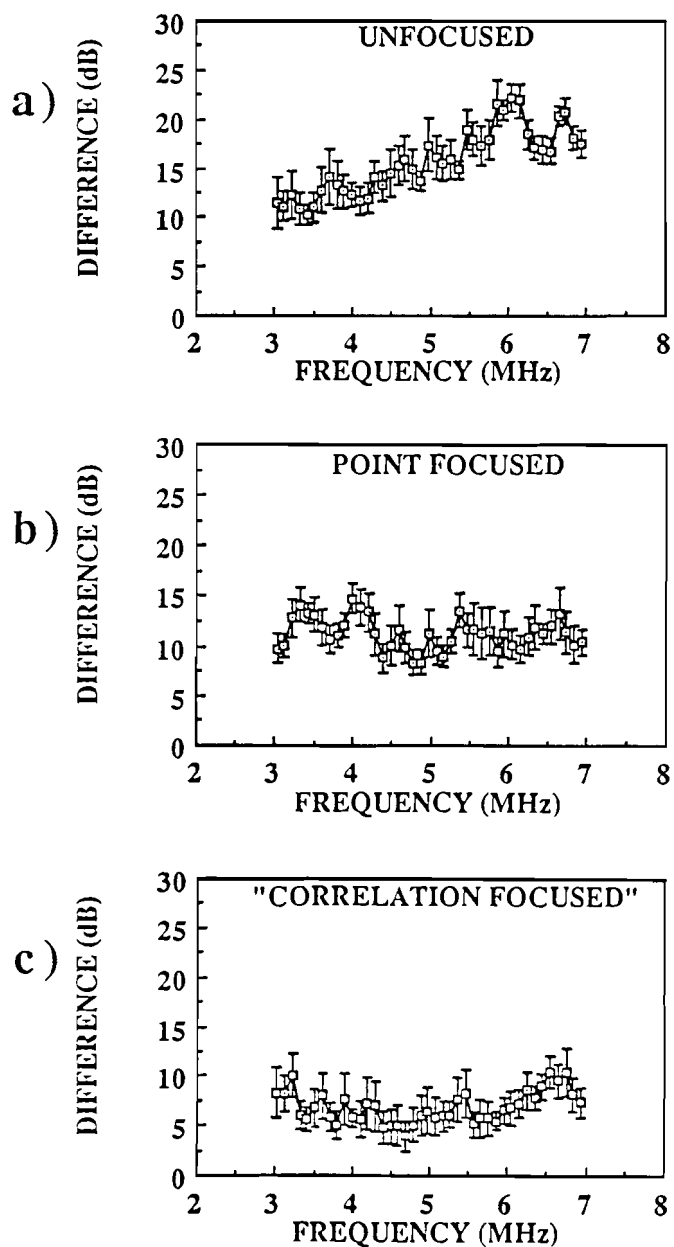 a)
DIFFERENCE (dB)
30
25
20
15
10
5
0
UNFOCUSED
2 3 4 5 6 7 8
FREQUENCY (MHz)
b)
DIFFERENCE (dB)
30
25
20
15
10
5
0
POINT FOCUSED
2 3 4 5 6 7 8
FREQUENCY (MHz)
c)
DIFFERENCE (dB)
30
25
20
15
10
5
0
"CORRELATION FOCUSED"
2 3 4 5 6 7 8
FREQUENCY (MHz)